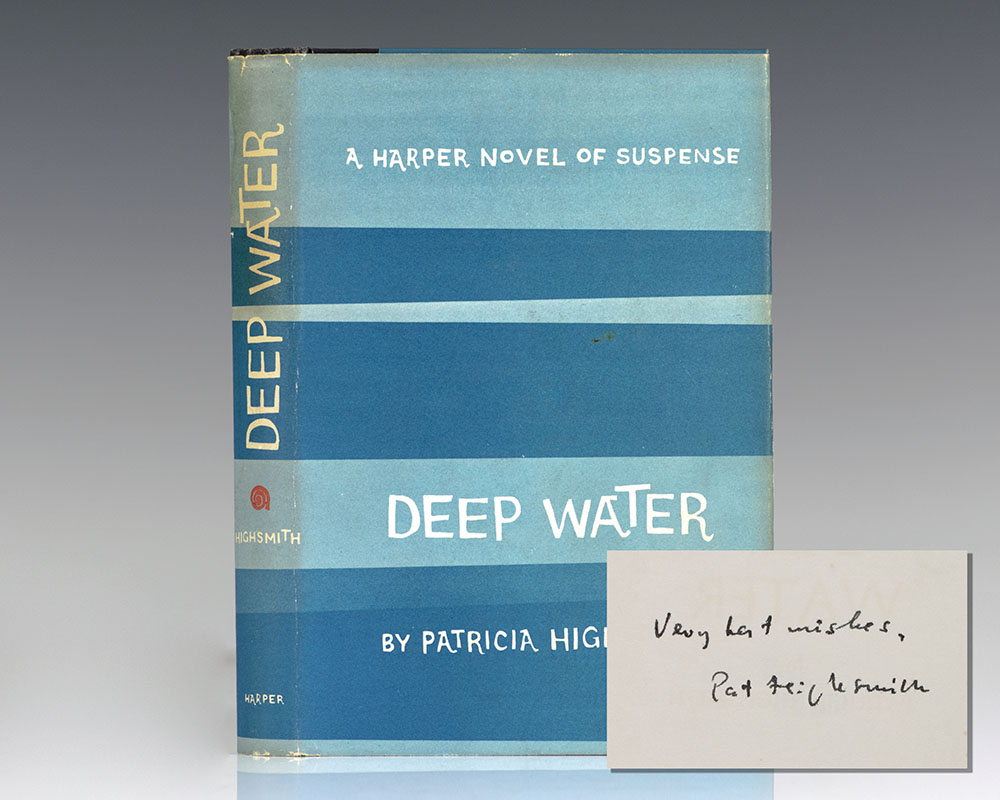 DEEP WATER
HIGHSMITH
HARPER
A HARPER NOVEL OF SUSPENSE
DEEP WATER
BY PATRICIA HIG
Very best wishes,
Pat Highsmith